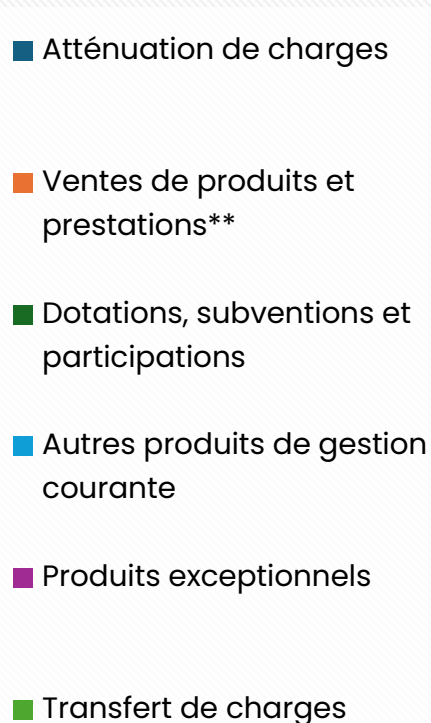 Atténuation de charges
Ventes de produits et
prestations**
Dotations, subventions et
participations
Autres produits de gestion
courante
Produits exceptionnels
Transfert de charges